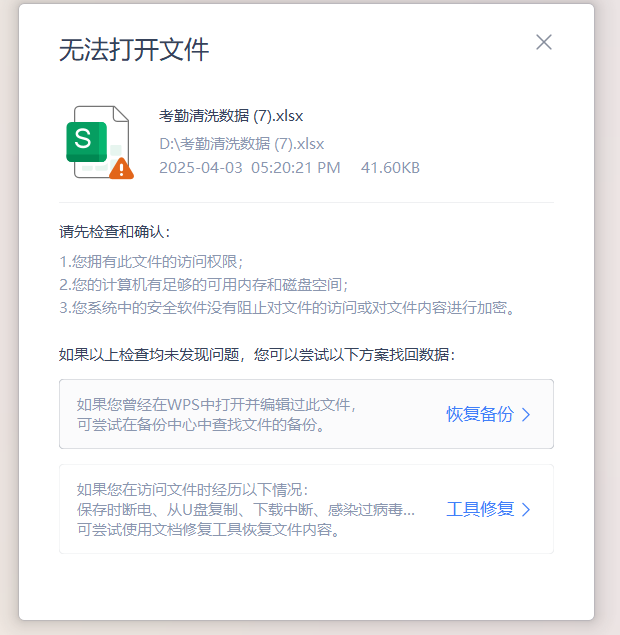 无法打开文件
S
考勤清洗数据 (7).xlsx
D:\考勤清洗数据 (7).xlsx
2025-04-03 05:20:21 PM 41.60KB
请先检查和确认：
1.您拥有此文件的访问权限；
2.您的计算机有足够的可用内存和磁盘空间；
3.您系统中的安全软件没有阻止对文件的访问或对文件内容进行加密。
如果以上检查均未发现问题，您可以尝试以下方案找回数据：
如果您曾经在WPS中打开并编辑过此文件，
可尝试在备份中心中查找文件的备份。
恢复备份
如果您在访问文件时经历以下情况：
保存时断电、从U盘复制、下载中断、感染过病毒...
可尝试使用文档修复工具恢复文件内容。
工具修复